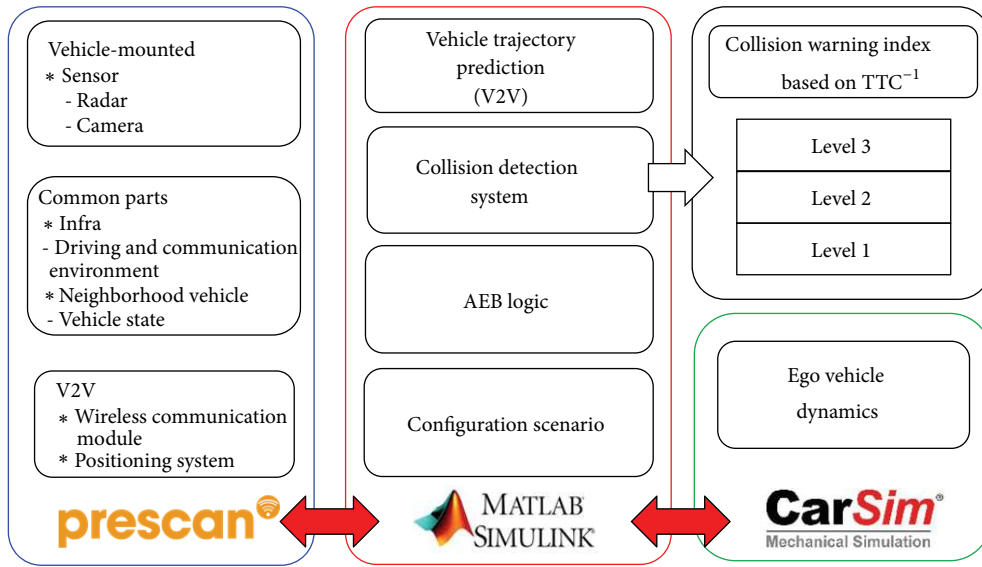 Vehicle-mounted
* Sensor
- Radar
- Camera
Common parts
* Infra
- Driving and communication
environment
* Neighborhood vehicle
- Vehicle state
V2V
* Wireless communication
module
* Positioning system
prescan
Vehicle trajectory
prediction
(V2V)
Collision detection
system
AEB logic
Configuration scenario
MATLAB
SIMULINK®
Collision warning index
based on TTC⁻¹
Level 3
Level 2
Level 1
Ego vehicle
dynamics
CarSim®
Mechanical Simulation